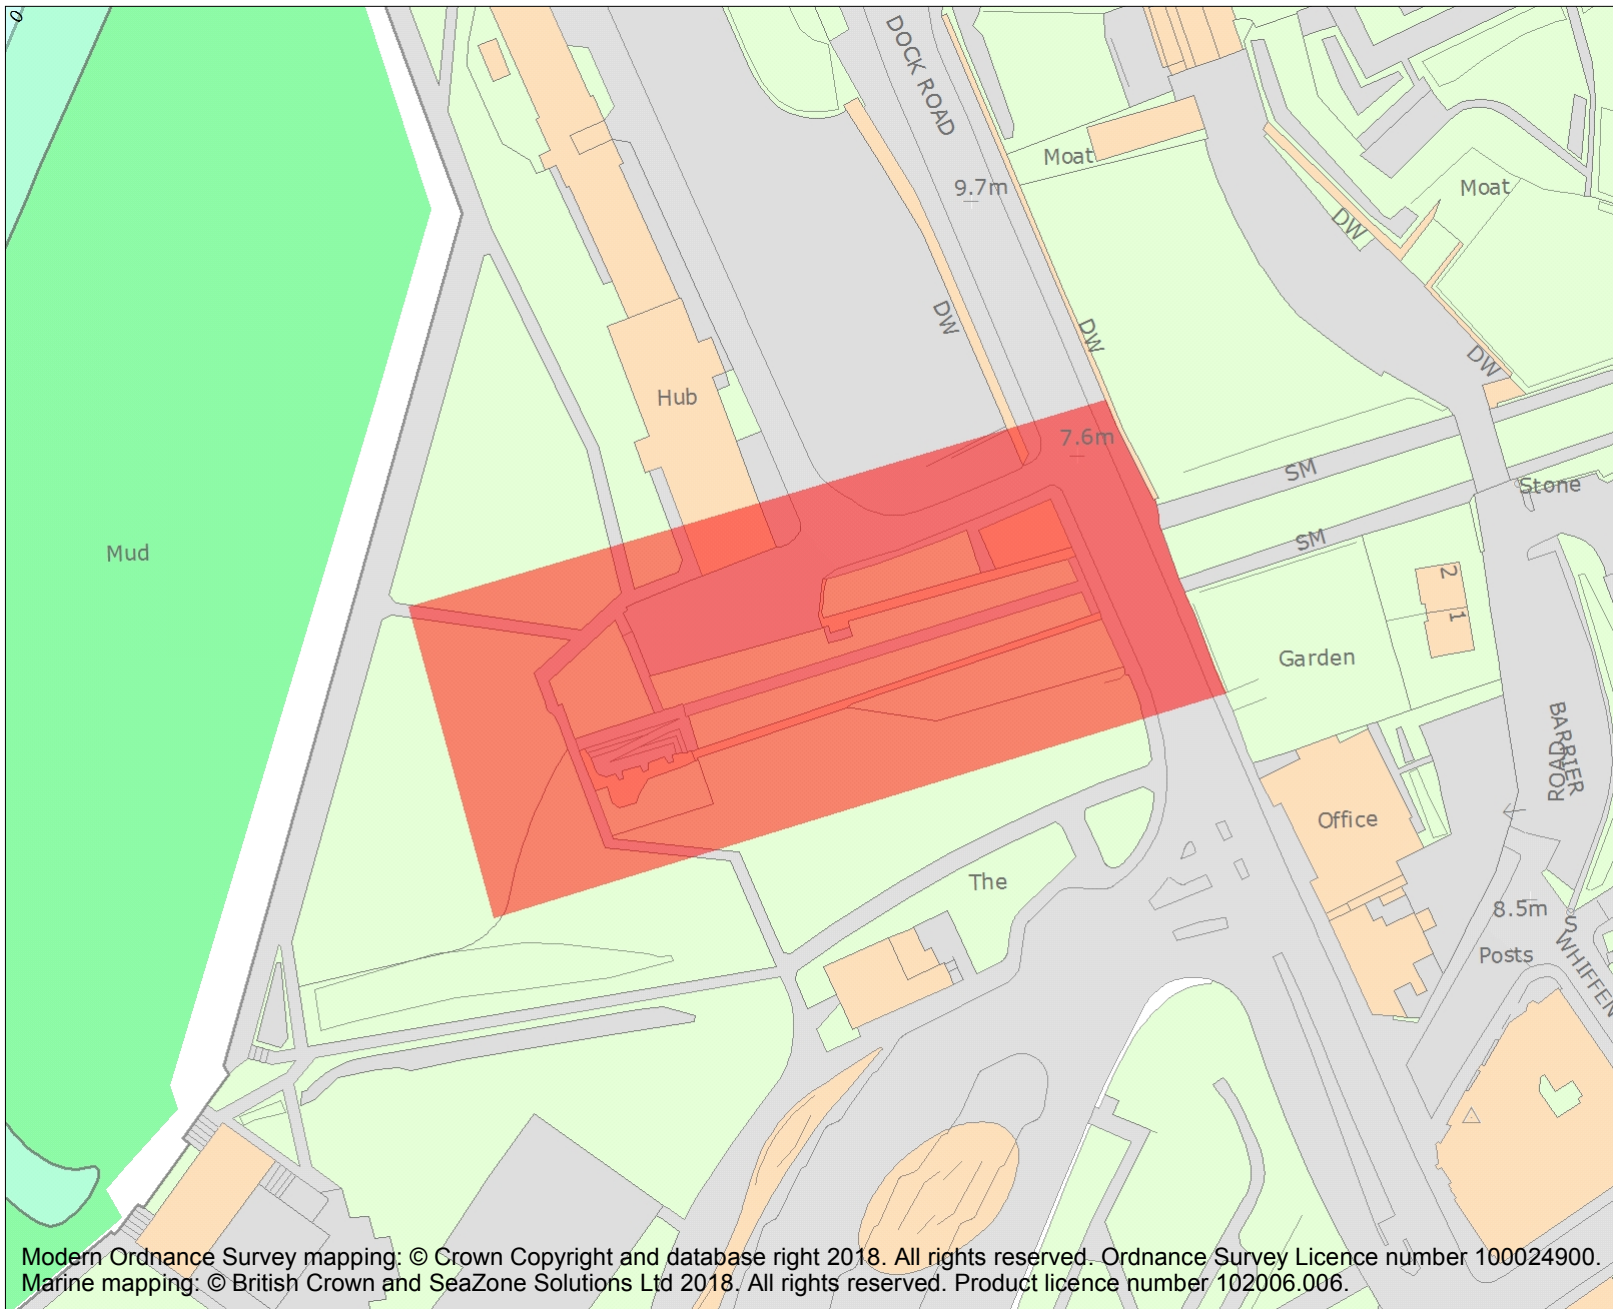 0
DOCK ROAD
Moat
9.7m
Moat
DW
DW
DW
DW
Hub
7.6m
SM
Stone
SM
Mud
2
1
Garden
BARRIER
ROAD
Office
The
8.5m
Posts
S
WHIFFEN
Modern Ordnance Survey mapping: © Crown Copyright and database right 2018. All rights reserved. Ordnance Survey Licence number 100024900.
Marine mapping: © British Crown and SeaZone Solutions Ltd 2018. All rights reserved. Product licence number 102006.006.